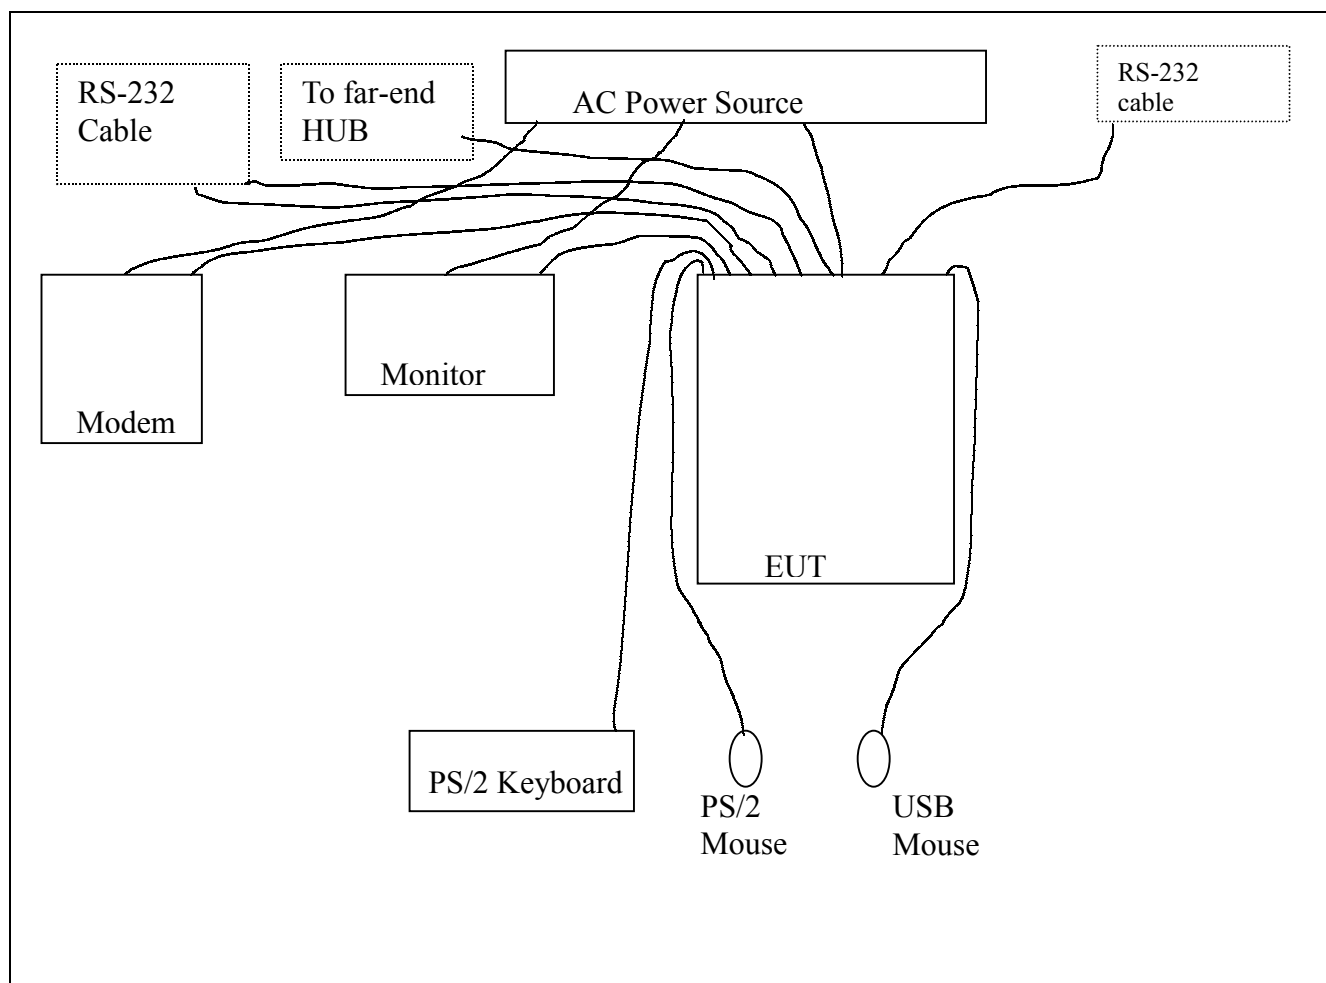 RS-232
Cable
To far-end
HUB
AC Power Source
RS-232
cable
Modem
Monitor
EUT
PS/2 Keyboard
PS/2
Mouse
USB
Mouse